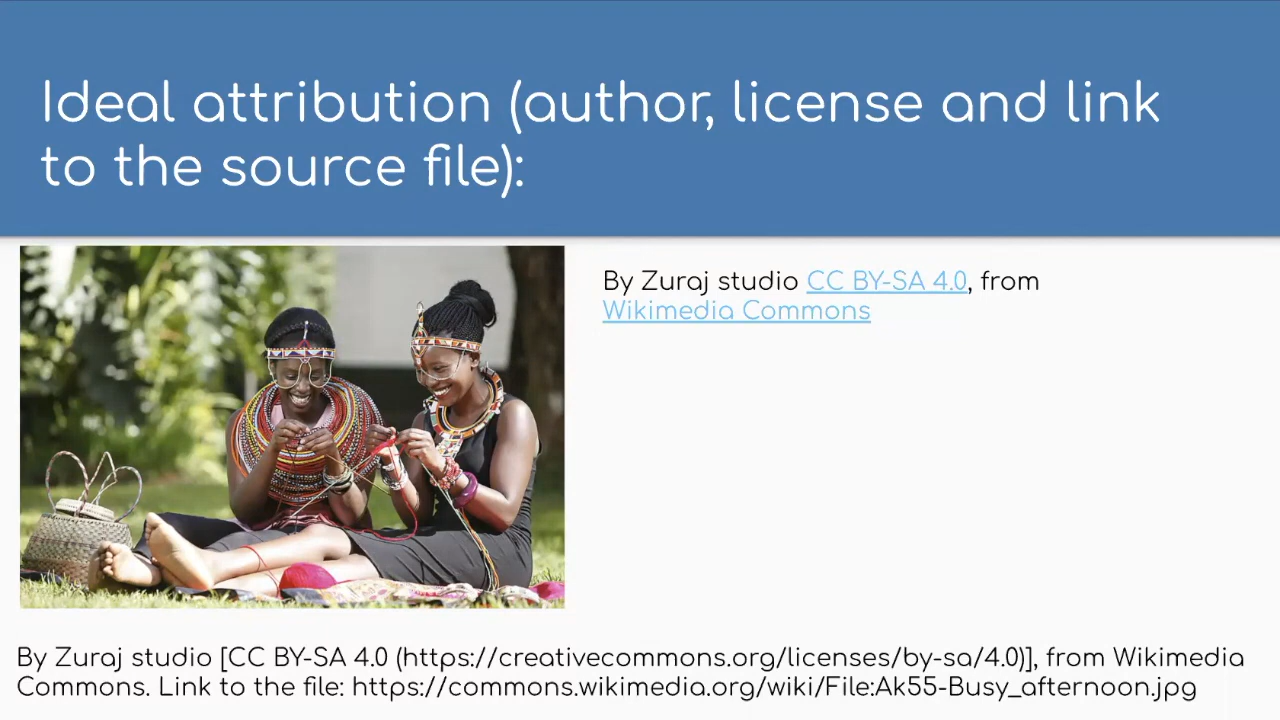 Ideal attribution (author, license and link
to the source file):
By Zuraj studio CC BY-SA 4.0, from
Wikimedia Commons
By Zuraj studio [CC BY-SA 4.0 (https://creativecommons.org/licenses/by-sa/4.0)], from Wikimedia
Commons. Link to the file: https://commons.wikimedia.org/wiki/File:Ak55-Busy_afternoon.jpg